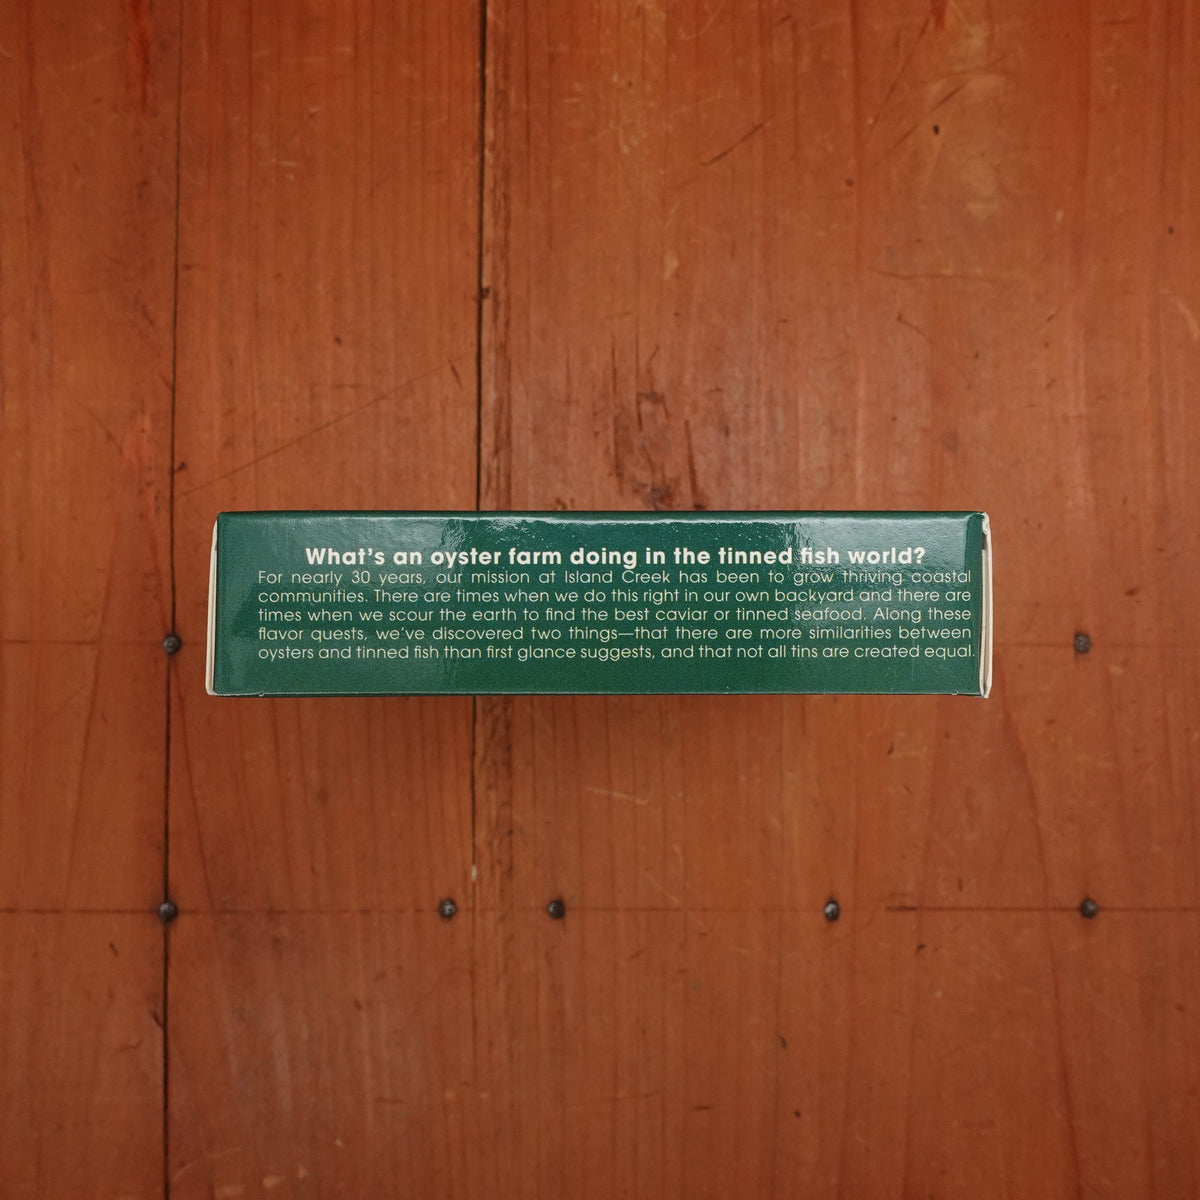 What's an oyster farm doing in the tinned fish world?
For nearly 30 years, our mission at Island Creek has been to grow thriving coastal
communities. There are times when we do this right in our own backyard and there are
times when we scour the earth to find the best caviar or tinned seafood. Along these
flavor quests, we've discovered two things—that there are more similarities between
oysters and tinned fish than first glance suggests, and that not all tins are created equal.